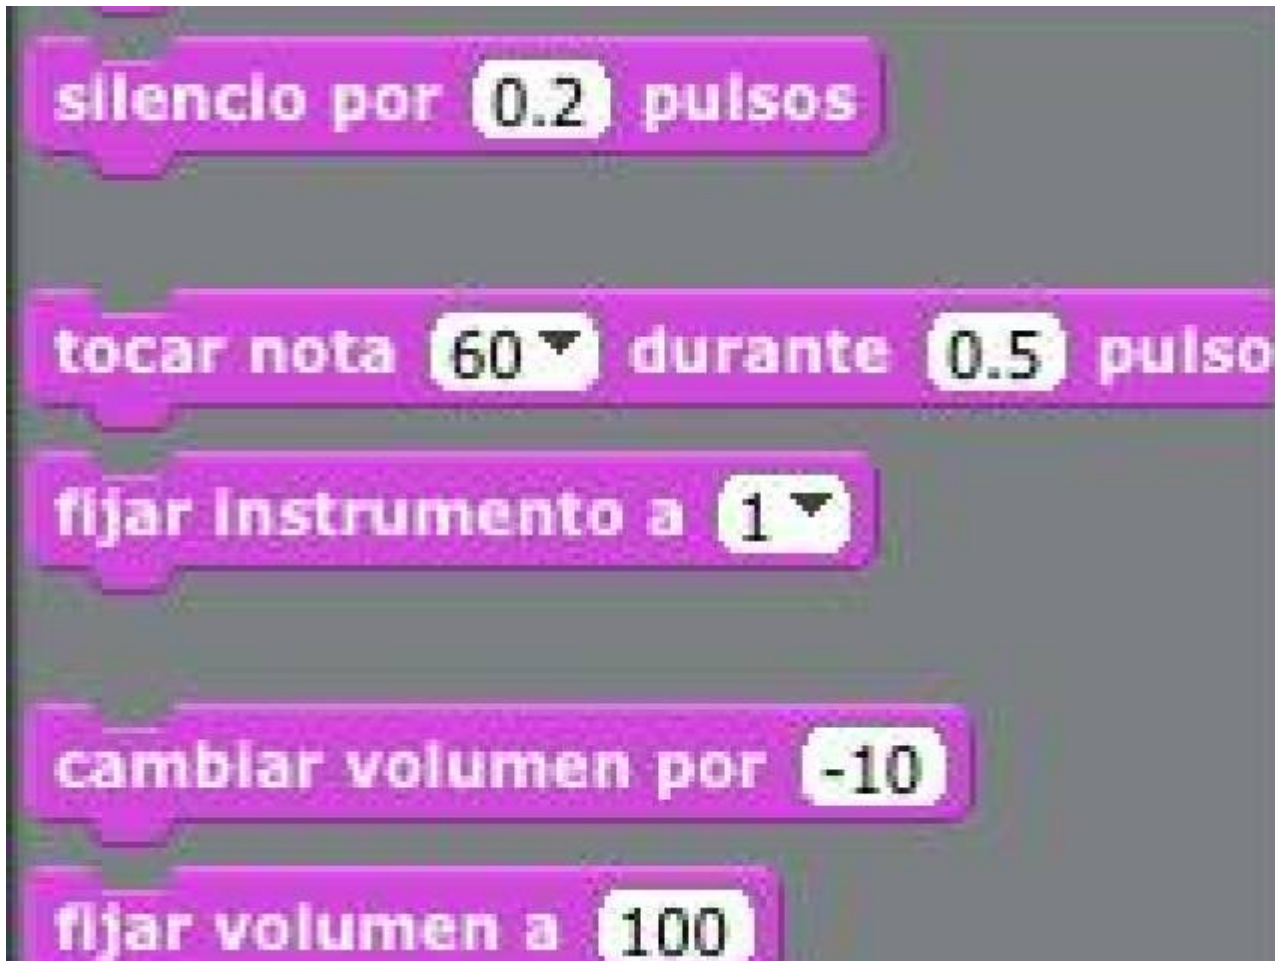 silencio por 0.2 pulsos
tocar nota 60 durante 0.5 pulso
fijar instrumento a 1
cambiar volumen por -10
fijar volumen a 100